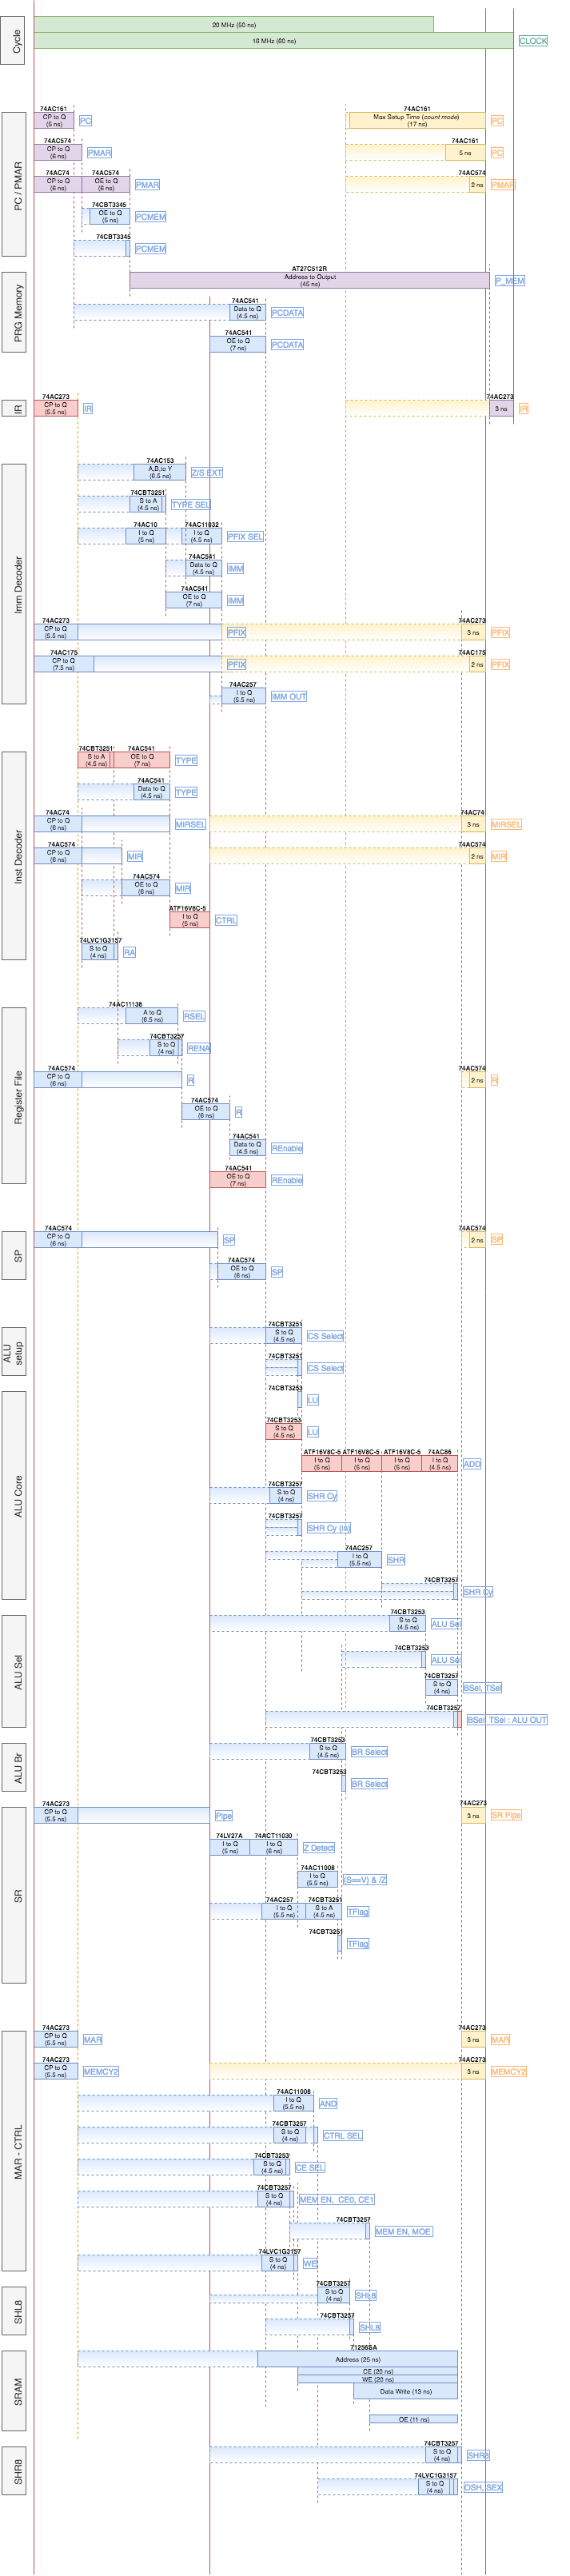 Cycle
20 MHz (50 ns)
16 MHz (60 ns)
CLOCK
PC / PMAR
74AC161
CP to Q
(5 ns)
PC
74AC161
Max Setup Time (count mode)
(17 ns)
PC
74AC574
CP to Q
(6 ns)
PMAR
74AC161
5 ns
PC
74AC74
CP to Q
(6 ns)
74AC574
OE to Q
(6 ns)
PMAR
74AC574
2 ns
PMAR
74CBT3345
OE to Q
(5 ns)
PCMEM
74CBT3345
PCMEM
PRG Memory
AT27C512R
Address to Output
(45 ns)
P_MEM
74AC541
Data to Q
(4.5 ns)
PCDATA
74AC541
OE to Q
(7 ns)
PCDATA
IR
74AC273
CP to Q
(5.5 ns)
IR
74AC273
3 ns
IR
Imm Decoder
74AC153
A,B,to Y
(6.5 ns)
Z/S EXT
74CBT3251
S to A
(4.5 ns)
TYPE SEL
74AC10
I to Q
(5 ns)
74AC11032
I to Q
(4.5 ns)
PFIX SEL
74AC541
Data to Q
(4.5 ns)
IMM
74AC541
OE to Q
(7 ns)
IMM
74AC273
CP to Q
(5.5 ns)
PFIX
74AC273
3 ns
PFIX
74AC175
CP to Q
(7.5 ns)
PFIX
74AC175
2 ns
PFIX
74AC257
I to Q
(5.5 ns)
IMM OUT
Inst Decoder
74CBT3251
S to A
(4.5 ns)
74AC541
OE to Q
(7 ns)
TYPE
74AC541
Data to Q
(4.5 ns)
TYPE
74AC74
CP to Q
(6 ns)
MIRSEL
74AC74
3 ns
MIRSEL
74AC574
CP to Q
(6 ns)
MIR
74AC574
2 ns
MIR
74AC574
OE to Q
(6 ns)
MIR
ATF16V8C-5
I to Q
(5 ns)
CTRL
74LVC1G3157
S to Q
(4 ns)
RA
Register File
74AC11138
A to Q
(6.5 ns)
RSEL
74CBT3257
S to Q
(4 ns)
RENA
74AC574
CP to Q
(6 ns)
R
74AC574
2 ns
R
74AC574
OE to Q
(6 ns)
R
74AC541
Data to Q
(4.5 ns)
REnable
74AC541
OE to Q
(7 ns)
REnable
SP
74AC574
CP to Q
(6 ns)
SP
74AC574
2 ns
SP
74AC574
OE to Q
(6 ns)
SP
ALU
setup
74CBT3251
S to Q
(4.5 ns)
CS Select
74CBT3251
CS Select
ALU Core
74CBT3253
LU
74CBT3253
S to Q
(4.5 ns)
LU
ATF16V8C-5
I to Q
(5 ns)
ATF16V8C-5
I to Q
(5 ns)
ATF16V8C-5
I to Q
(5 ns)
74AC86
I to Q
(4.5 ns)
ADD
74CBT3257
S to Q
(4 ns)
SHR Cy
74CBT3257
SHR Cy (in)
74AC257
I to Q
(5.5 ns)
SHR
74CBT3257
SHR Cy
ALU Sel
74CBT3253
S to Q
(4.5 ns)
ALU Sel
74CBT3253
ALU Sel
74CBT3257
S to Q
(4 ns)
BSel, TSel
74CBT3257
BSel, TSel : ALU OUT
ALU Br
74CBT3253
S to Q
(4.5 ns)
BR Select
74CBT3253
BR Select
SR
74AC273
CP to Q
(5.5 ns)
Pipe
74AC273
3 ns
SR Pipe
74LV27A
I to Q
(5 ns)
74ACT11030
I to Q
(6 ns)
Z Detect
74AC11008
I to Q
(5.5 ns)
(S==V) & /Z
74AC257
I to Q
(5.5 ns)
74CBT3251
S to A
(4.5 ns)
TFlag
74CBT3251
TFlag
MAR - CTRL
74AC273
CP to Q
(5.5 ns)
MAR
74AC273
3 ns
MAR
74AC273
CP to Q
(5.5 ns)
MEMCY2
74AC273
3 ns
MEMCY2
74AC11008
I to Q
(5.5 ns)
AND
74CBT3257
S to Q
(4 ns)
CTRL SEL
74CBT3253
S to Q
(4.5 ns)
CE SEL
74CBT3257
S to Q
(4 ns)
MEM EN, CE0, CE1
74CBT3257
MEM EN, MOE
74LVC1G3157
S to Q
(4 ns)
WE
SHL8
74CBT3257
S to Q
(4 ns)
SHL8
74CBT3257
SHL8
SRAM
71256SA
Address (25 ns)
CE (20 ns)
WE (20 ns)
Data Write (13 ns)
OE (11 ns)
SHR8
74CBT3257
S to Q
(4 ns)
SHR8
74LVC1G3157
S to Q
(4 ns)
OSH, SEX